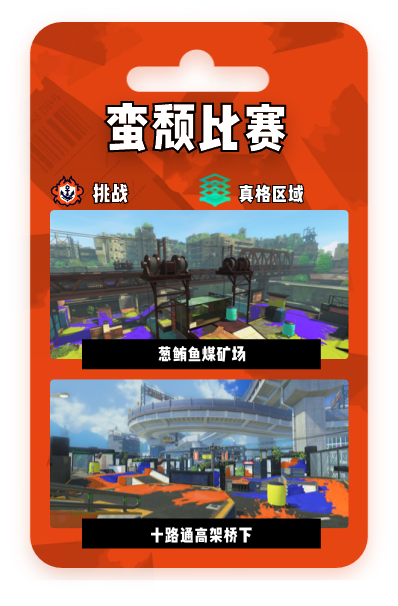 蛮颓比赛
挑战
真格区域
葱鲔鱼煤矿场
十路通高架桥下